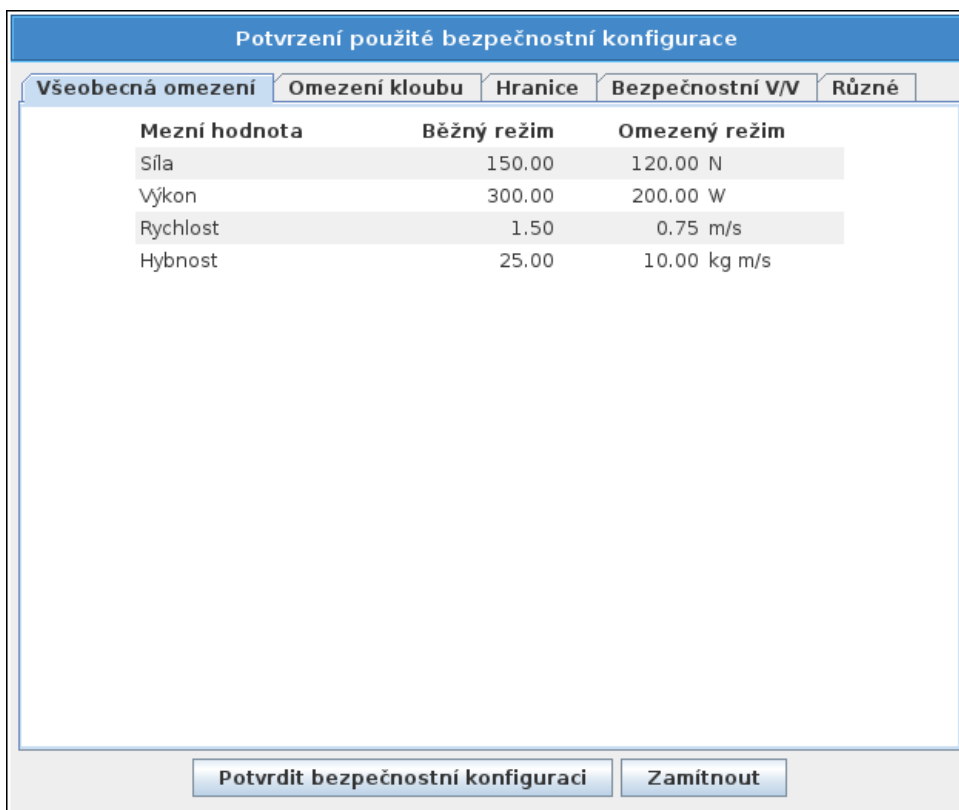 Potvrzení použité bezpečnostní konfigurace
Všeobecná omezení Omezení kloubu Hranice Bezpečnostní V/V Různé
Mezní hodnota Běžný režim Omezený režim
Síla 150.00 120.00 N
Výkon 300.00 200.00 W
Rychlost 1.50 0.75 m/s
Hybnost 25.00 10.00 kg m/s
Potvrdit bezpečnostní konfiguraci Zamítnout